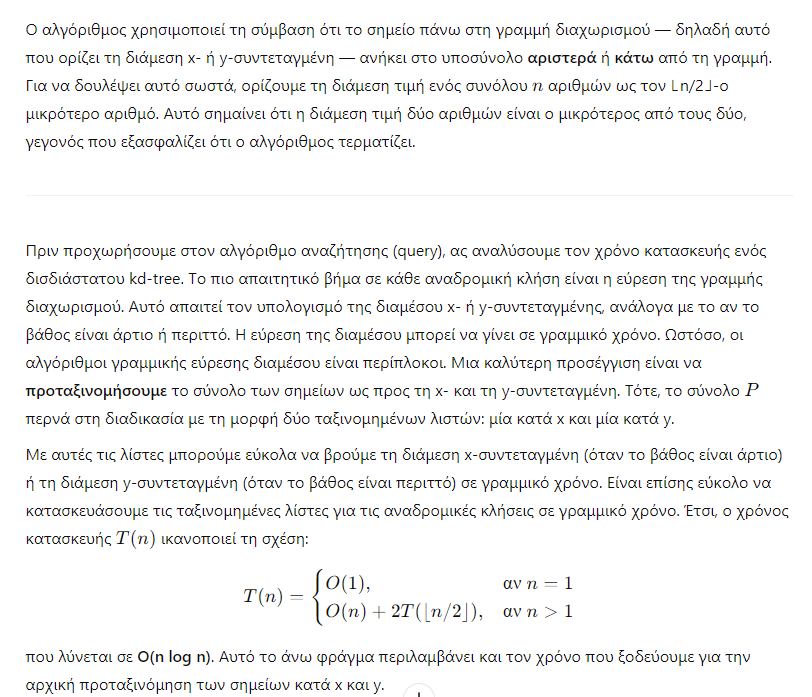 Ο αλγόριθμος χρησιμοποιεί τη σύμβαση ότι το σημείο πάνω στη γραμμή διαχωρισμού — δηλαδή αυτό
που ορίζει τη διάμεση x- ή y-συντεταγμένη — ανήκει στο υποσύνολο αριστερά ή κάτω από τη γραμμή.
Για να δουλέψει αυτό σωστά, ορίζουμε τη διάμεση τιμή ενός συνόλου n αριθμών ως τον ⌊n/2⌋-ο
μικρότερο αριθμό. Αυτό σημαίνει ότι η διάμεση τιμή δύο αριθμών είναι ο μικρότερος από τους δύο,
γεγονός που εξασφαλίζει ότι ο αλγόριθμος τερματίζει.
Πριν προχωρήσουμε στον αλγόριθμο αναζήτησης (query), ας αναλύσουμε τον χρόνο κατασκευής ενός
δισδιάστατου kd-tree. Το πιο απαιτητικό βήμα σε κάθε αναδρομική κλήση είναι η εύρεση της γραμμής
διαχωρισμού. Αυτό απαιτεί τον υπολογισμό της διαμέσου x- ή y-συντεταγμένης, ανάλογα με το αν το
βάθος είναι άρτιο ή περιττό. Η εύρεση της διαμέσου μπορεί να γίνει σε γραμμικό χρόνο. Ωστόσο, οι
αλγόριθμοι γραμμικής εύρεσης διαμέσου είναι περίπλοκοι. Μια καλύτερη προσέγγιση είναι να
προταξινομήσουμε το σύνολο των σημείων ως προς τη x- και τη y-συντεταγμένη. Τότε, το σύνολο P
περνά στη διαδικασία με τη μορφή δύο ταξινομημένων λιστών: μία κατά x και μία κατά y.
Με αυτές τις λίστες μπορούμε εύκολα να βρούμε τη διάμεση x-συντεταγμένη (όταν το βάθος είναι άρτιο)
ή τη διάμεση y-συντεταγμένη (όταν το βάθος είναι περιττό) σε γραμμικό χρόνο. Είναι επίσης εύκολο να
κατασκευάσουμε τις ταξινομημένες λίστες για τις αναδρομικές κλήσεις σε γραμμικό χρόνο. Έτσι, ο χρόνος
κατασκευής T(n) ικανοποιεί τη σχέση:
T(n) = { O(1), αν n = 1
O(n) + 2T(⌊n/2⌋), αν n > 1
που λύνεται σε O(n log n). Αυτό το άνω φράγμα περιλαμβάνει και τον χρόνο που ξοδεύουμε για την
αρχική προταξινόμηση των σημείων κατά x και y.